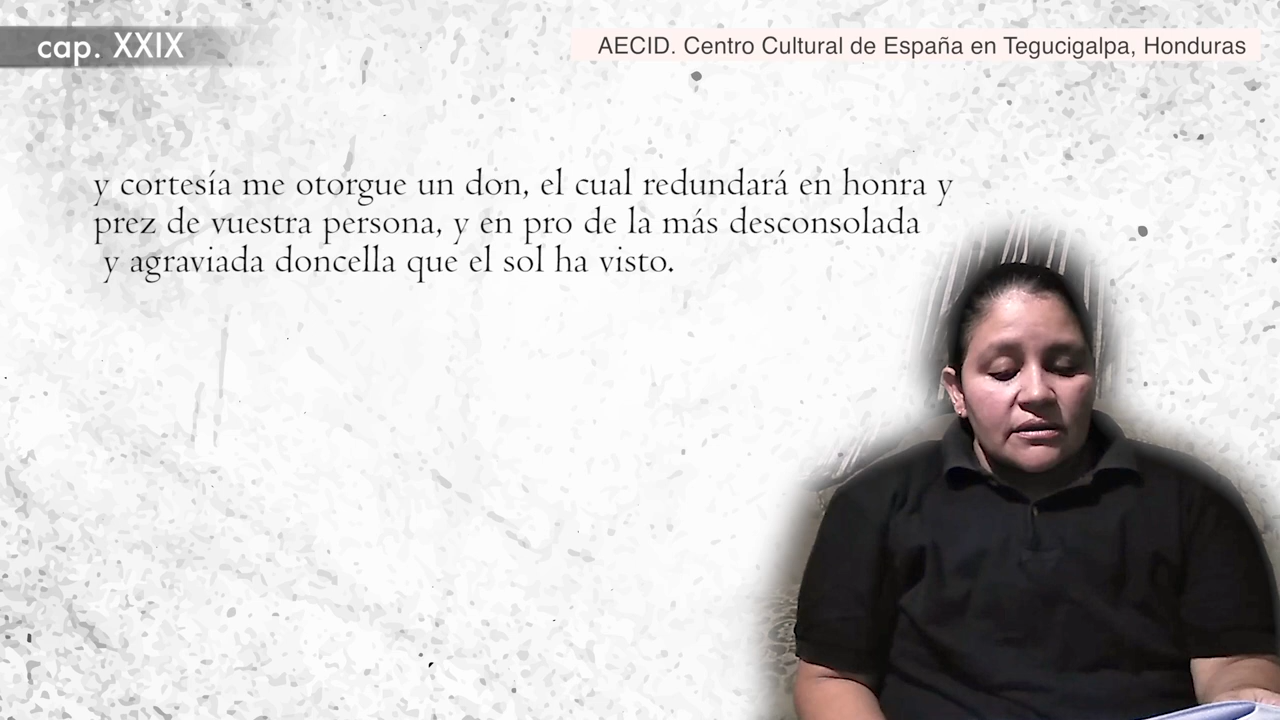 cap. XXIX
AECID. Centro Cultural de España en Tegucigalpa, Honduras
y cortesía me otorgue un don, el cual redundará en honra y
prez de vuestra persona, y en pro de la más desconsolada
y agraviada doncella que el sol ha visto.